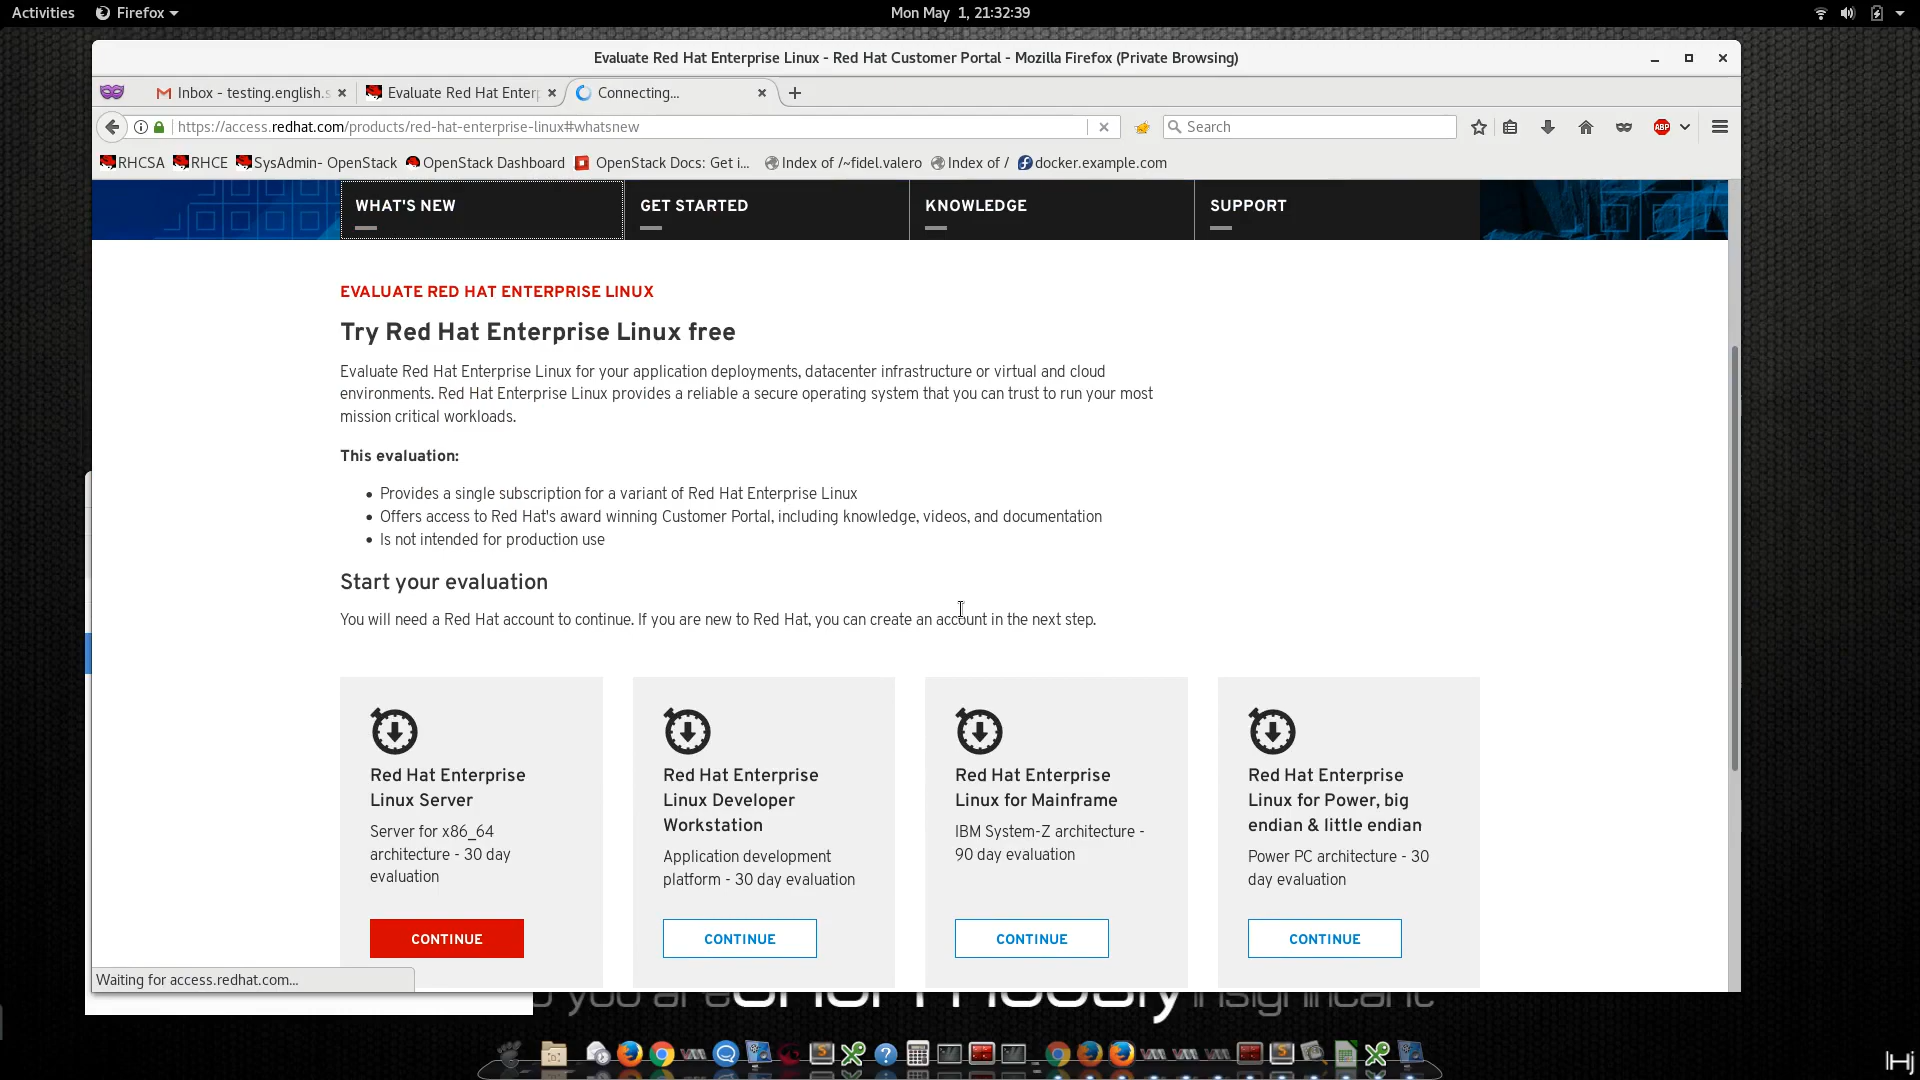 Activities Firefox Mon May 1, 21:32:39
Evaluate Red Hat Enterprise Linux - Red Hat Customer Portal - Mozilla Firefox (Private Browsing)
Inbox - testing.english.s Evaluate Red Hat Enterp Connecting...
https://access.redhat.com/products/red-hat-enterprise-linux#whatsnew Search ABP
RHCSA RHCE SysAdmin- OpenStack OpenStack Dashboard OpenStack Docs: Get i... Index of /~fidel.valero Index of / docker.example.com
WHAT'S NEW GET STARTED KNOWLEDGE SUPPORT
EVALUATE RED HAT ENTERPRISE LINUX
Try Red Hat Enterprise Linux free
Evaluate Red Hat Enterprise Linux for your application deployments, datacenter infrastructure or virtual and cloud
environments. Red Hat Enterprise Linux provides a reliable a secure operating system that you can trust to run your most
mission critical workloads.
This evaluation:
• Provides a single subscription for a variant of Red Hat Enterprise Linux
• Offers access to Red Hat's award winning Customer Portal, including knowledge, videos, and documentation
• Is not intended for production use
Start your evaluation
You will need a Red Hat account to continue. If you are new to Red Hat, you can create an account in the next step.
Red Hat Enterprise
Linux Server
Server for x86_64
architecture - 30 day
evaluation
CONTINUE
Red Hat Enterprise
Linux Developer
Workstation
Application development
platform - 30 day evaluation
CONTINUE
Red Hat Enterprise
Linux for Mainframe
IBM System-Z architecture -
90 day evaluation
CONTINUE
Red Hat Enterprise
Linux for Power, big
endian & little endian
Power PC architecture - 30
day evaluation
CONTINUE
Waiting for access.redhat.com...
you are enormously insignificant